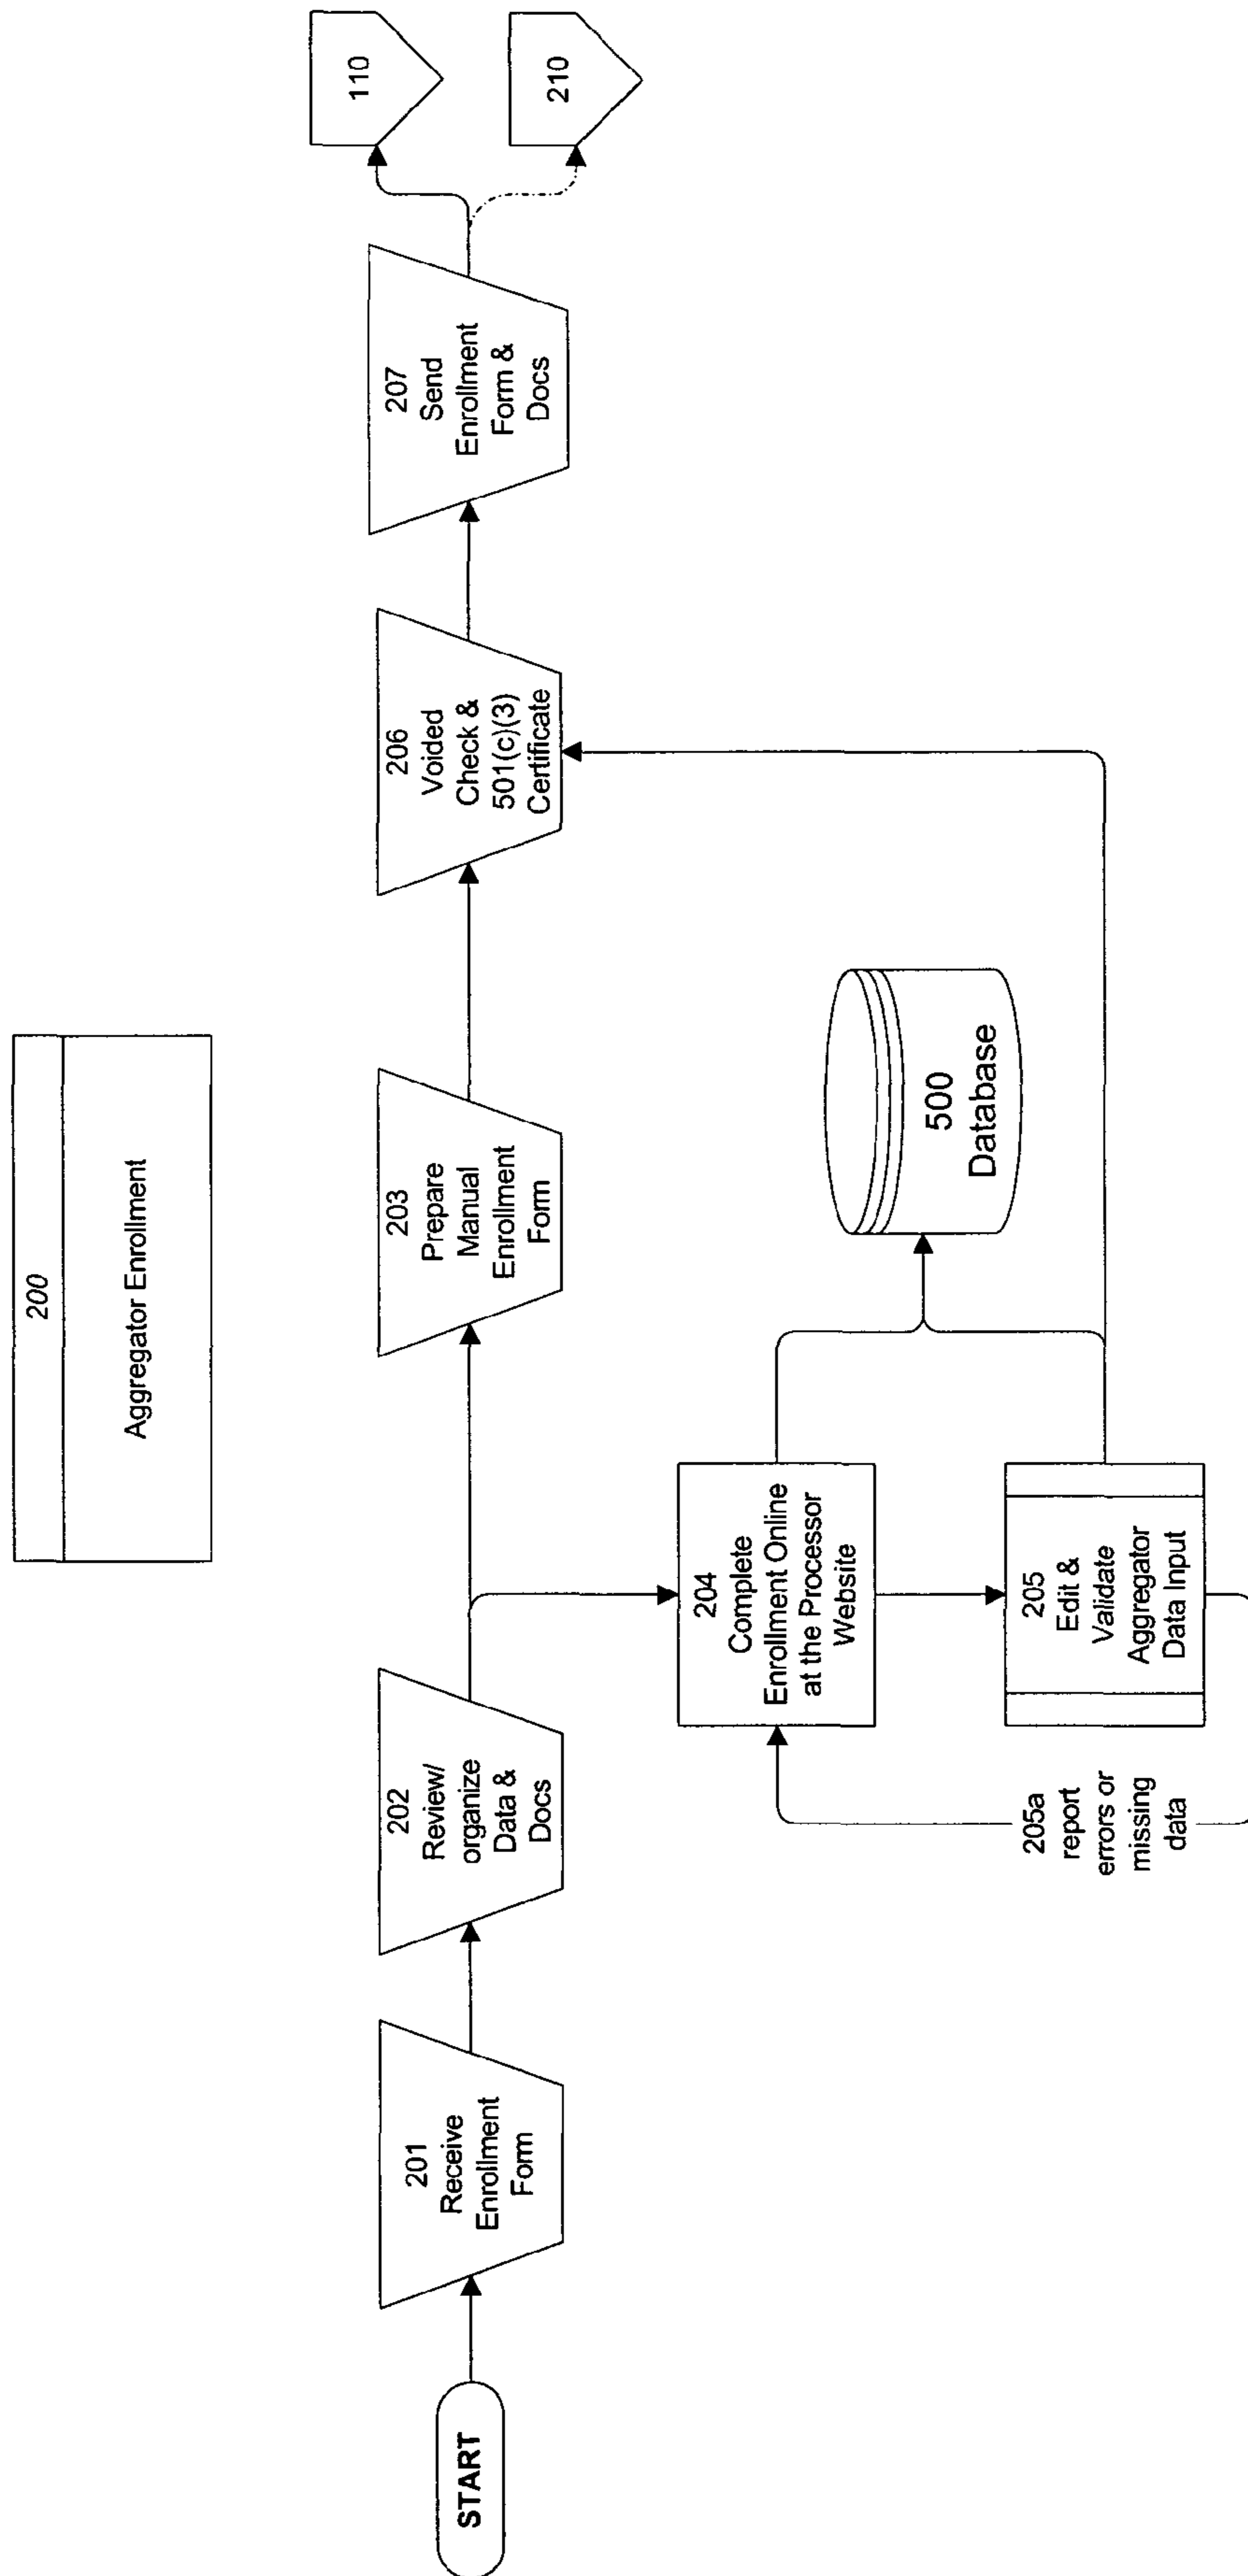 200
Aggregator Enrollment
START
201
Receive
Enrollment
Form
202
Review/
organize
Data &
Docs
203
Prepare
Manual
Enrollment
Form
206
Voided
Check &
501(c)(3)
Certificate
207
Send
Enrollment
Form &
Docs
110
210
204
Complete
Enrollment Online
at the Processor
Website
500
Database
205a
report
errors or
missing
data
205
Edit &
Validate
Aggregator
Data Input